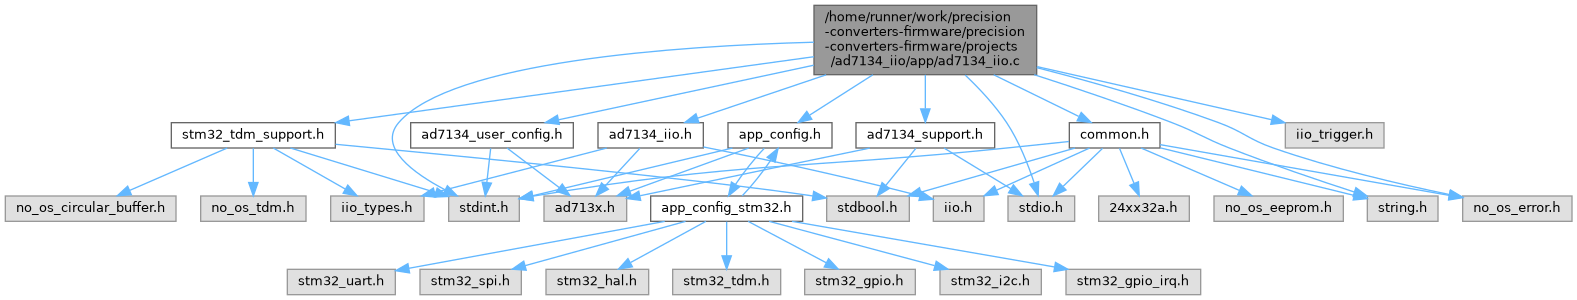 /home/runner/work/precision
-converters-firmware/precision
-converters-firmware/projects
/ad7134_iio/app/ad7134_iio.c
stm32_tdm_support.h
ad7134_user_config.h
ad7134_iio.h
app_config.h
ad7134_support.h
common.h
iio_trigger.h
no_os_circular_buffer.h
no_os_tdm.h
iio_types.h
stdint.h
ad713x.h
app_config_stm32.h
stdbool.h
iio.h
stdio.h
24xx32a.h
no_os_eeprom.h
string.h
no_os_error.h
stm32_uart.h
stm32_spi.h
stm32_hal.h
stm32_tdm.h
stm32_gpio.h
stm32_i2c.h
stm32_gpio_irq.h